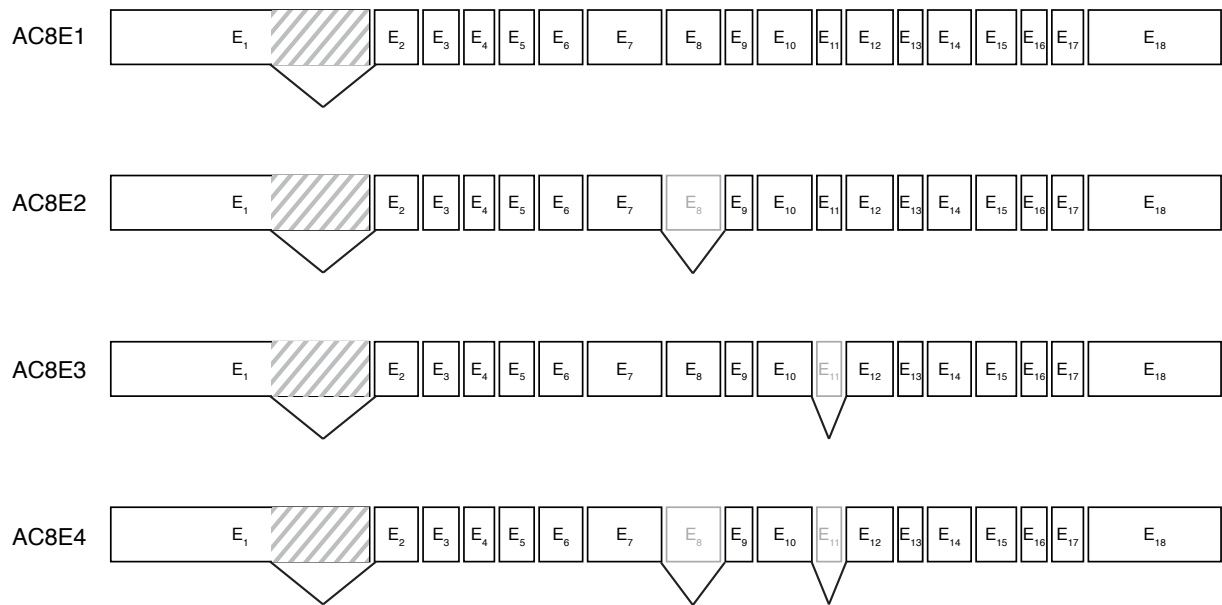 AC8E1 E₁ E₂ E₃ E₄ E₅ E₆ E₇ E₈ E₉ E₁₀ E₁₁ E₁₂ E₁₃ E₁₄ E₁₅ E₁₆ E₁₇ E₁₈
AC8E2 E₁ E₂ E₃ E₄ E₅ E₆ E₇ E₈ E₉ E₁₀ E₁₁ E₁₂ E₁₃ E₁₄ E₁₅ E₁₆ E₁₇ E₁₈
AC8E3 E₁ E₂ E₃ E₄ E₅ E₆ E₇ E₈ E₉ E₁₀ E₁₁ E₁₂ E₁₃ E₁₄ E₁₅ E₁₆ E₁₇ E₁₈
AC8E4 E₁ E₂ E₃ E₄ E₅ E₆ E₇ E₈ E₉ E₁₀ E₁₁ E₁₂ E₁₃ E₁₄ E₁₅ E₁₆ E₁₇ E₁₈